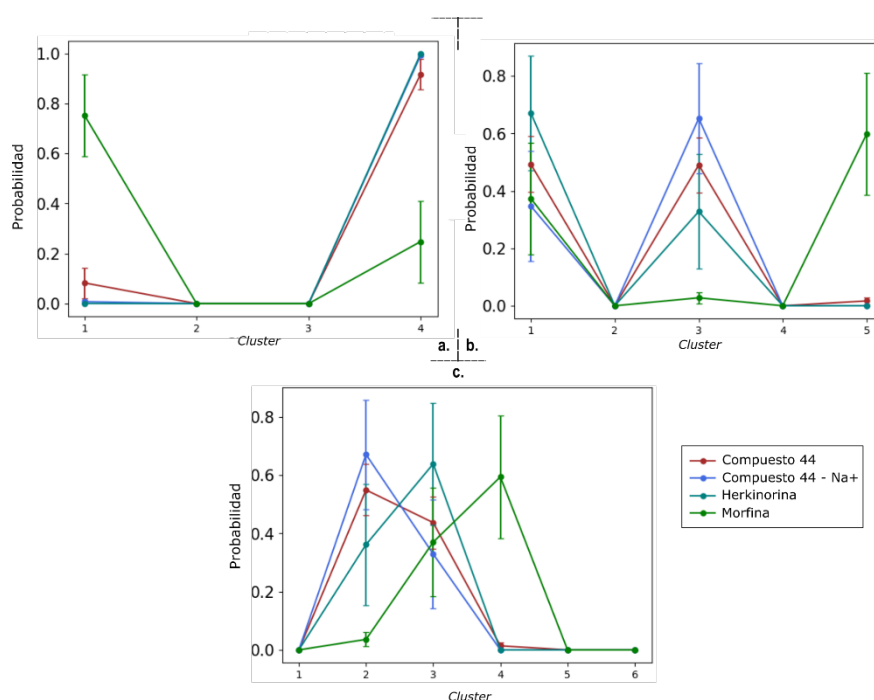 1.0
0.8
0.6
0.4
0.2
0.0
Probabilidad
1 2 3 4
Cluster
a.
0.8
0.6
0.4
0.2
0.0
Probabilidad
1 2 3 4 5
Cluster
b.
c.
0.8
0.6
0.4
0.2
0.0
Probabilidad
1 2 3 4 5 6
Cluster
Compuesto 44
Compuesto 44 - Na+
Herkinorina
Morfina